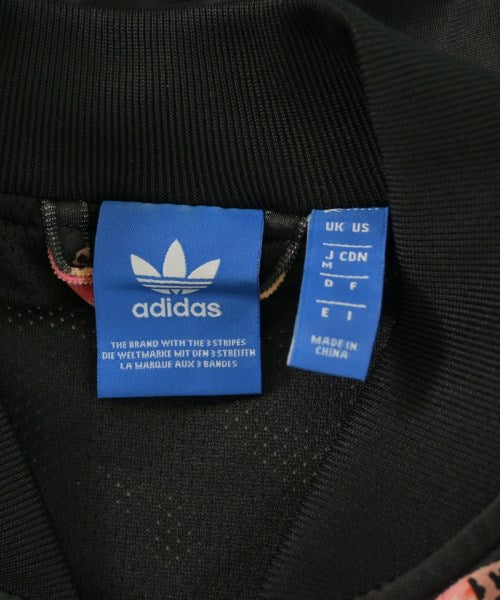 adidas
THE BRAND WITH THE 3 STRIPES
DIE WELTMARKE MIT DEN 3 STREIFEN
LA MARQUE AUX 3 BANDES
UK US
J CDN
M
D F
E I
MADE IN
CHINA